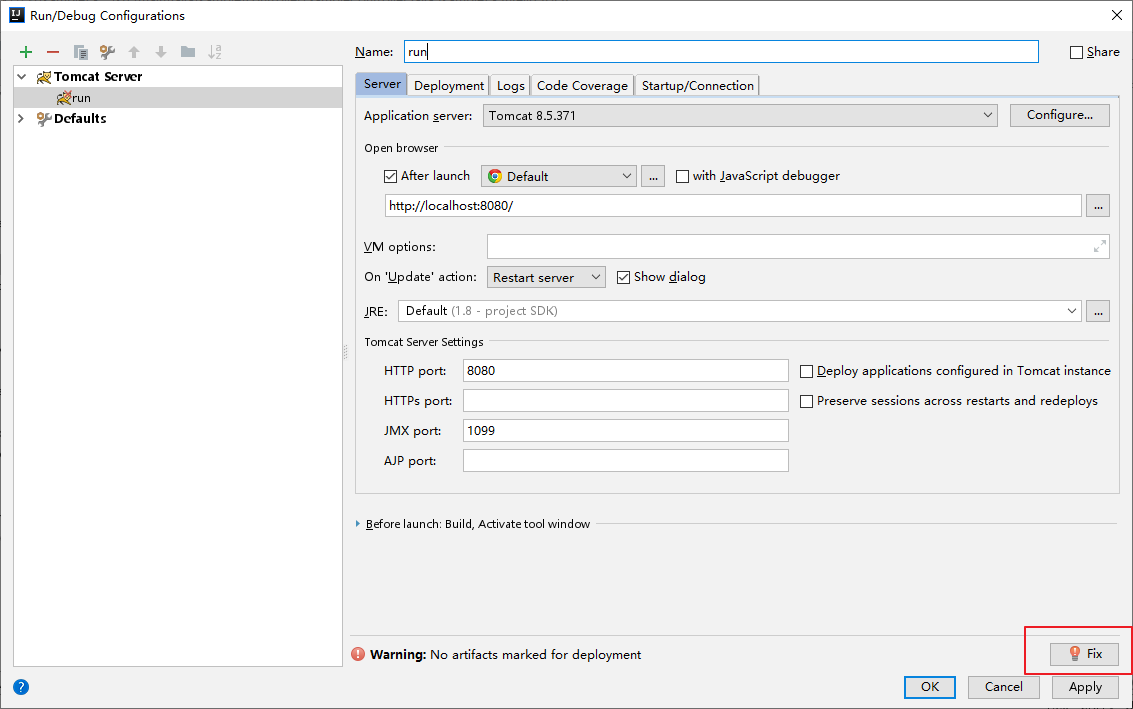 Run/Debug Configurations
Name: run Share
Tomcat Server
run
Defaults
Server Deployment Logs Code Coverage Startup/Connection
Application server: Tomcat 8.5.371 Configure...
Open browser
After launch Default ... with JavaScript debugger
http://localhost:8080/ ...
VM options:
On 'Update' action: Restart server Show dialog
JRE: Default (1.8 - project SDK) ...
Tomcat Server Settings
HTTP port: 8080 Deploy applications configured in Tomcat instance
HTTPs port: Preserve sessions across restarts and redeploys
JMX port: 1099
AJP port:
Before launch: Build, Activate tool window
Warning: No artifacts marked for deployment Fix
? OK Cancel Apply